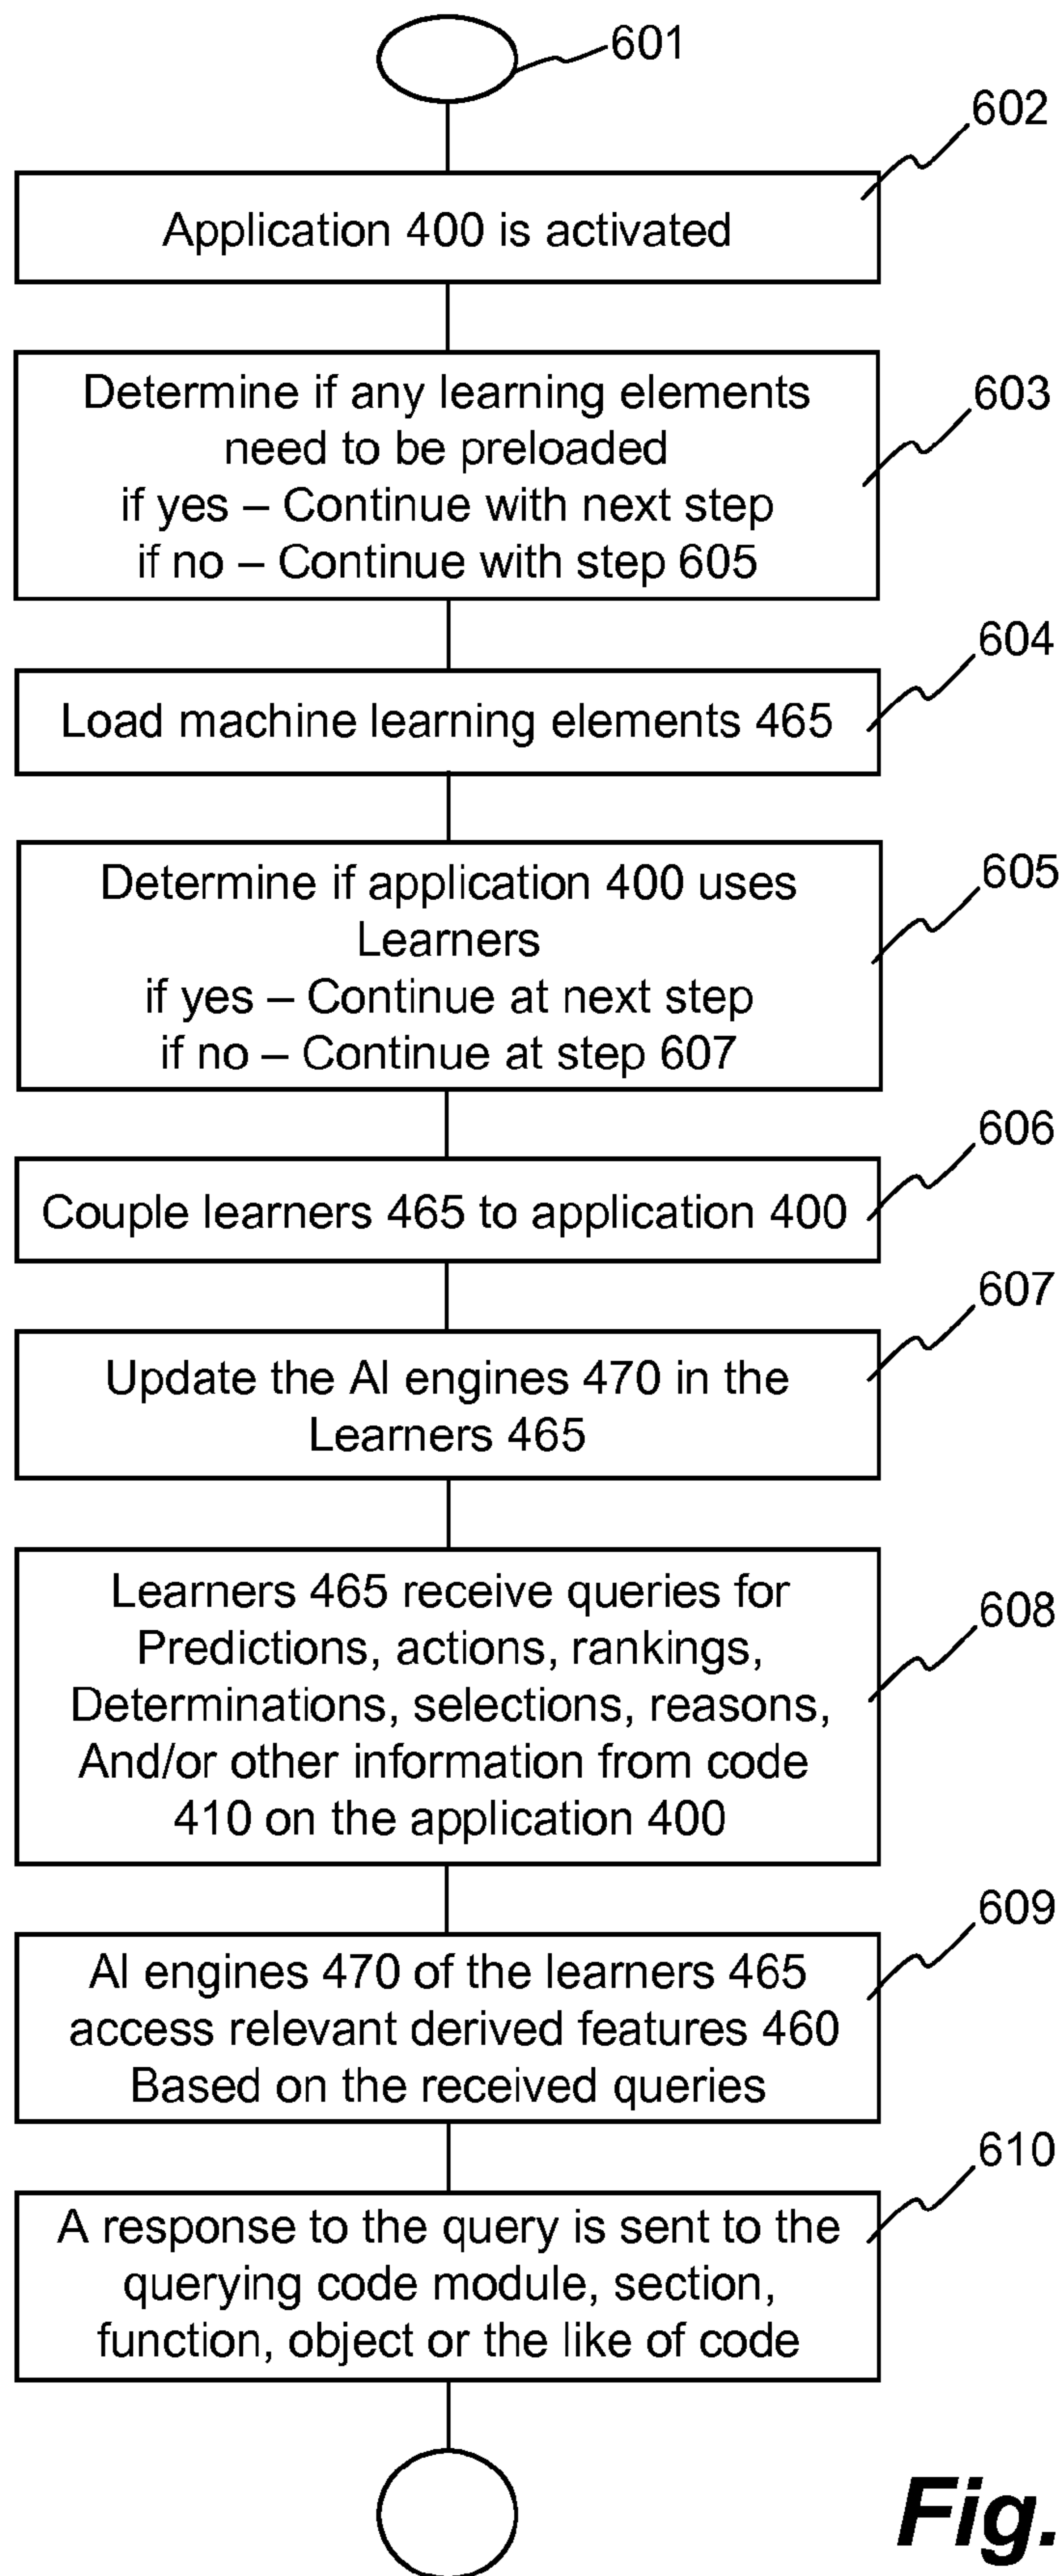 601
602
Application 400 is activated
603
Determine if any learning elements
need to be preloaded
if yes – Continue with next step
if no – Continue with step 605
604
Load machine learning elements 465
605
Determine if application 400 uses
Learners
if yes – Continue at next step
if no – Continue at step 607
606
Couple learners 465 to application 400
607
Update the AI engines 470 in the
Learners 465
608
Learners 465 receive queries for
Predictions, actions, rankings,
Determinations, selections, reasons,
And/or other information from code
410 on the application 400
609
AI engines 470 of the learners 465
access relevant derived features 460
Based on the received queries
610
A response to the query is sent to the
querying code module, section,
function, object or the like of code
Fig.